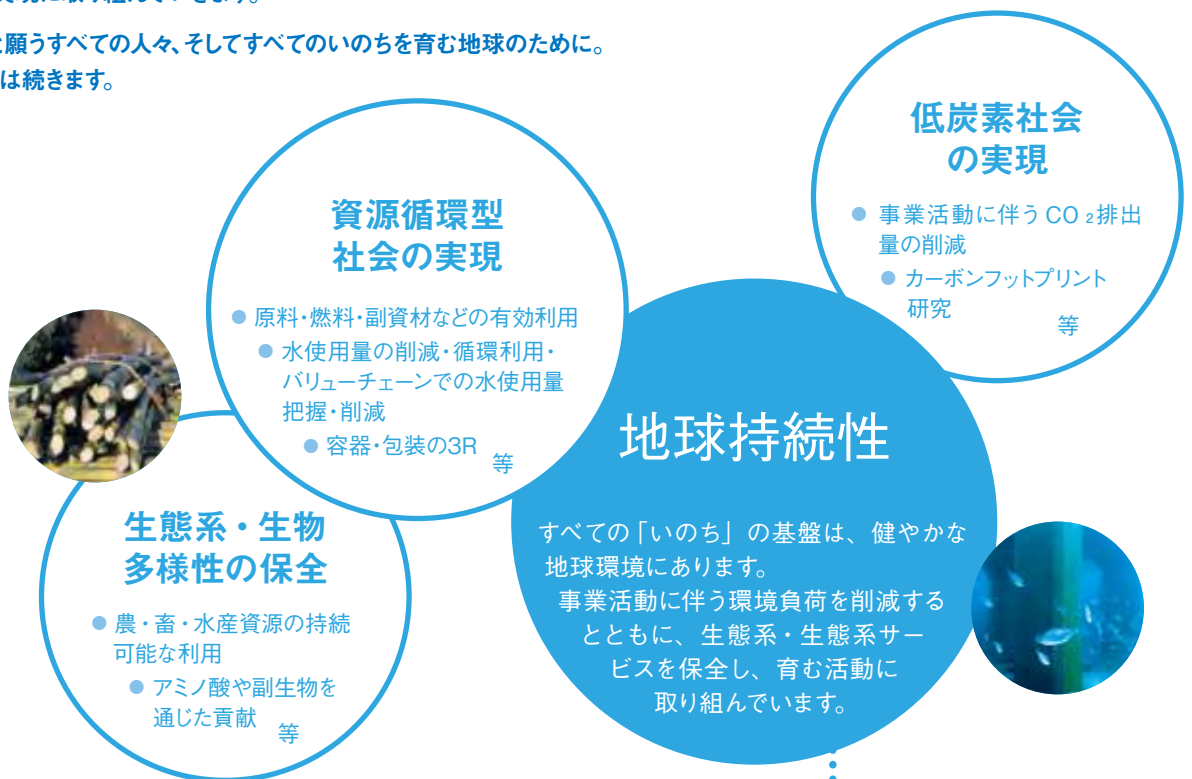 と願うすべての人々、そしてすべてのいのちを育む地球のために。
は続きます。
低炭素社会
の実現
● 事業活動に伴う CO ₂排出
量の削減
● カーボンフットプリント
研究
等
資源循環型
社会の実現
● 原料・燃料・副資材などの有効利用
● 水使用量の削減・循環利用・
バリューチェーンでの水使用量
把握・削減
● 容器・包装の3R
等
地球持続性
すべての「いのち」の基盤は、健やかな
地球環境にあります。
事業活動に伴う環境負荷を削減する
とともに、生態系・生態系サー
ビスを保全し、育む活動に
取り組んでいます。
生態系・生物
多様性の保全
● 農・畜・水産資源の持続
可能な利用
● アミノ酸や副生物を
通じた貢献
等